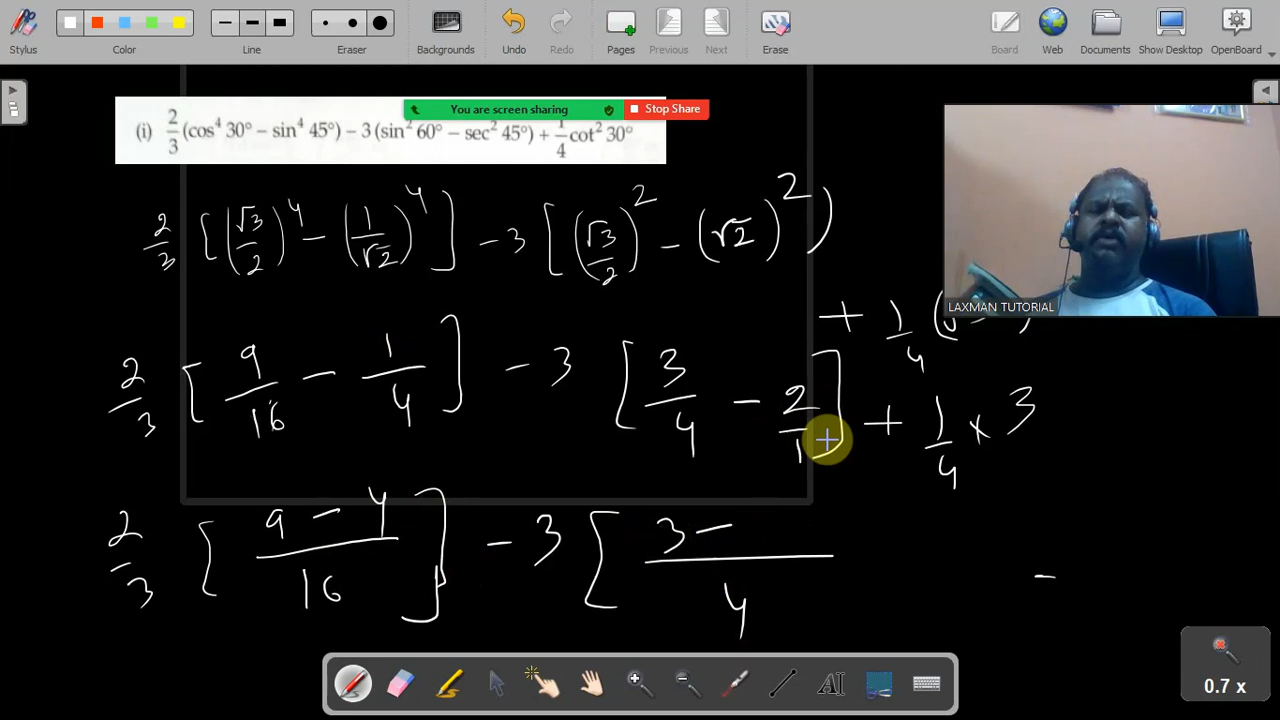 Stylus Color Line Eraser Backgrounds Undo Redo Pages Previous Next Erase Board Web Documents Show Desktop OpenBoard
You are screen sharing Stop Share
(i) 2/3 (cos⁴ 30° – sin⁴ 45°) – 3 (sin² 60° – sec² 45°) + 1/4 cot² 30°
2/3 [(√3/2)⁴ – (1/√2)⁴] – 3 [(√3/2)² – (√2)²)
+ 1/4 (
LAXMAN TUTORIAL
2/3 [9/16 – 1/4] – 3 [3/4 – 2/1] + 1/4 × 3
2/3 [9 – 4/16] – 3 [3 –/4 –
0.7 x